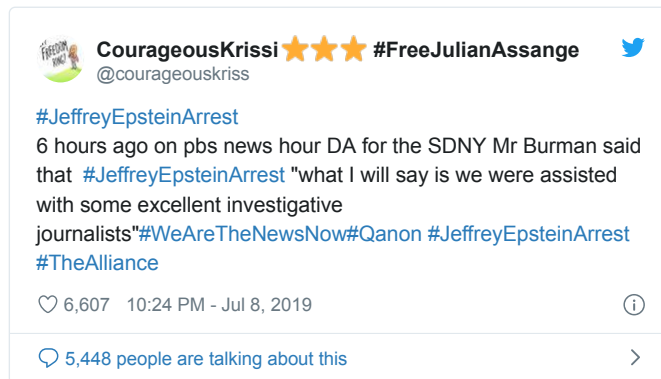 CourageousKrissi⭐⭐⭐ #FreeJulianAssange
@courageouskriss
#JeffreyEpsteinArrest
6 hours ago on pbs news hour DA for the SDNY Mr Burman said
that #JeffreyEpsteinArrest "what I will say is we were assisted
with some excellent investigative
journalists"#WeAreTheNewsNow#Qanon #JeffreyEpsteinArrest
#TheAlliance
6,607 10:24 PM - Jul 8, 2019
5,448 people are talking about this